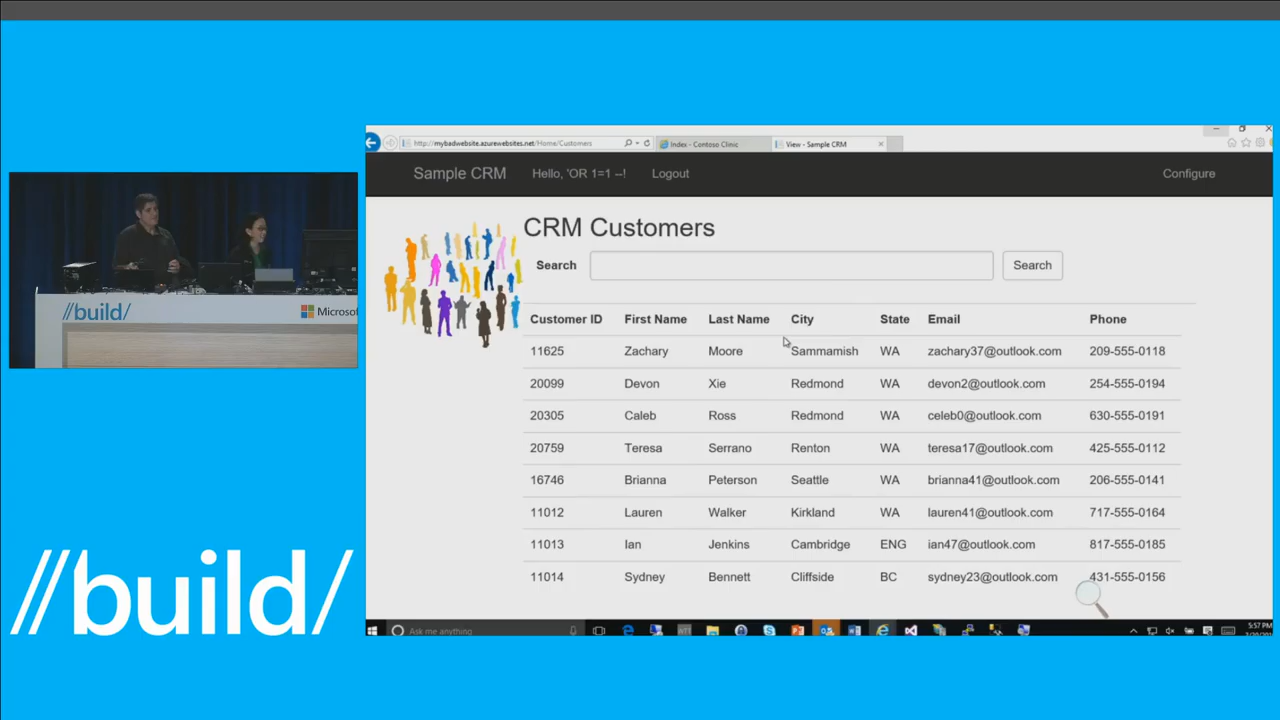 //build/
Microsof
//build/
http://mybadwebsite.azurewebsites.net/Home/Customers
Index - Contoso Clinic
View - Sample CRM
Sample CRM
Hello, 'OR 1=1 --!
Logout
Configure
CRM Customers
Search
Search
Customer ID First Name Last Name City State Email Phone
11625 Zachary Moore Sammamish WA zachary37@outlook.com 209-555-0118
20099 Devon Xie Redmond WA devon2@outlook.com 254-555-0194
20305 Caleb Ross Redmond WA celeb0@outlook.com 630-555-0191
20759 Teresa Serrano Renton WA teresa17@outlook.com 425-555-0112
16746 Brianna Peterson Seattle WA brianna41@outlook.com 206-555-0141
11012 Lauren Walker Kirkland WA lauren41@outlook.com 717-555-0164
11013 Ian Jenkins Cambridge ENG ian47@outlook.com 817-555-0185
11014 Sydney Bennett Cliffside BC sydney23@outlook.com 431-555-0156
Ask me anything
5:57 PM